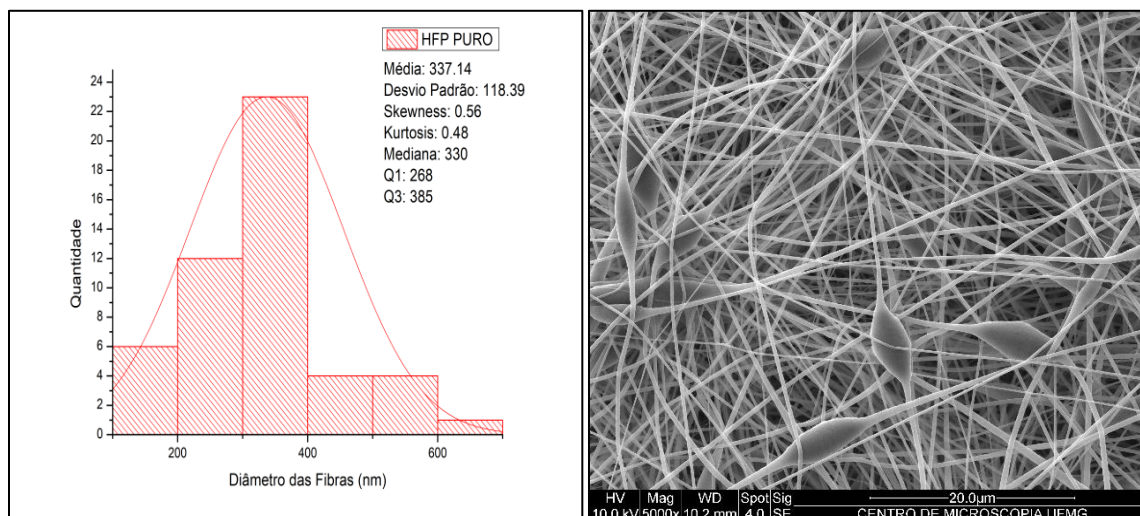 HFP PURO
Média: 337.14
Desvio Padrão: 118.39
Skewness: 0.56
Kurtosis: 0.48
Mediana: 330
Q1: 268
Q3: 385
24
22
20
18
16
14
12
10
8
6
4
2
0
Quantidade
200 400 600
Diâmetro das Fibras (nm)
HV Mag WD Spot Sig 20.0µm
10.0 kV 5000x 10.2 mm 4.0 SE CENTRO DE MICROSCOPIA UFMG